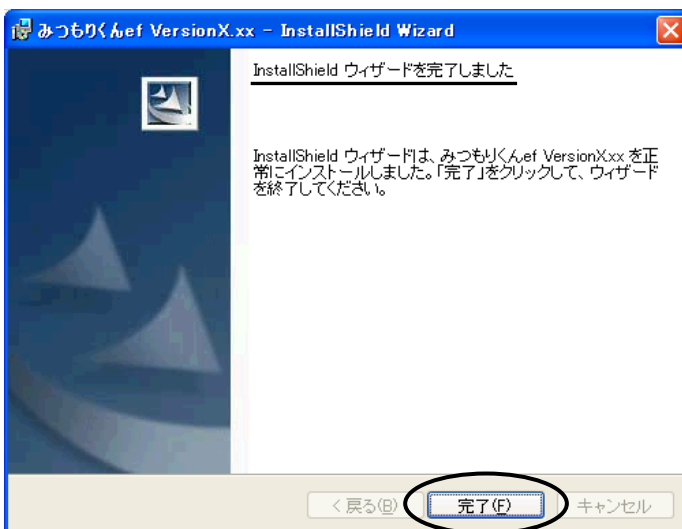 みつもりくんef VersionX.xx - InstallShield Wizard
InstallShield ウィザードを完了しました
InstallShield ウィザードは、みつもりくんef VersionXxx を正
常にインストールしました。「完了」をクリックして、ウィザード
を終了してください。
< 戻る(B) 完了(F) キャンセル